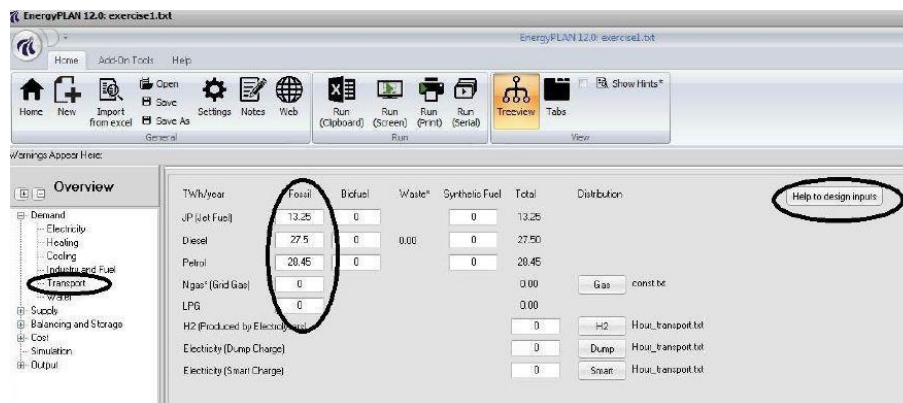 EnergyPLAN 12.0: exercise1.txt
EnergyPLAN 12.0: exercise1.txt
Home Add-On Tools Help
Home New Import from excel Open Save Save As Settings Notes Web Run (Clipboard) Run (Screen) Run (Print) Run (Serial) Treeview Tabs Show Hints*
General Run View
Warnings Appear Here:
Overview
Demand
Electricity
Heating
Cooling
Industry and Fuel
Transport
Water
Supply
Balancing and Storage
Cost
Simulation
Output
TWh/year Fossil Biofuel Waste* Synthetic Fuel Total Distribution Help to design inputs
JP (Jet Fuel) 13.25 0 0 13.25
Diesel 27.5 0 0.00 0 27.50
Petrol 28.45 0 0 28.45
Ngas* (Grid Gas) 0 0.00 Gas const.txt
LPG 0 0.00
H2 (Produced by Electrolysers) 0 H2 Hour_transport.txt
Electricity (Dump Charge) 0 Dump Hour_transport.txt
Electricity (Smart Charge) 0 Smart Hour_transport.txt